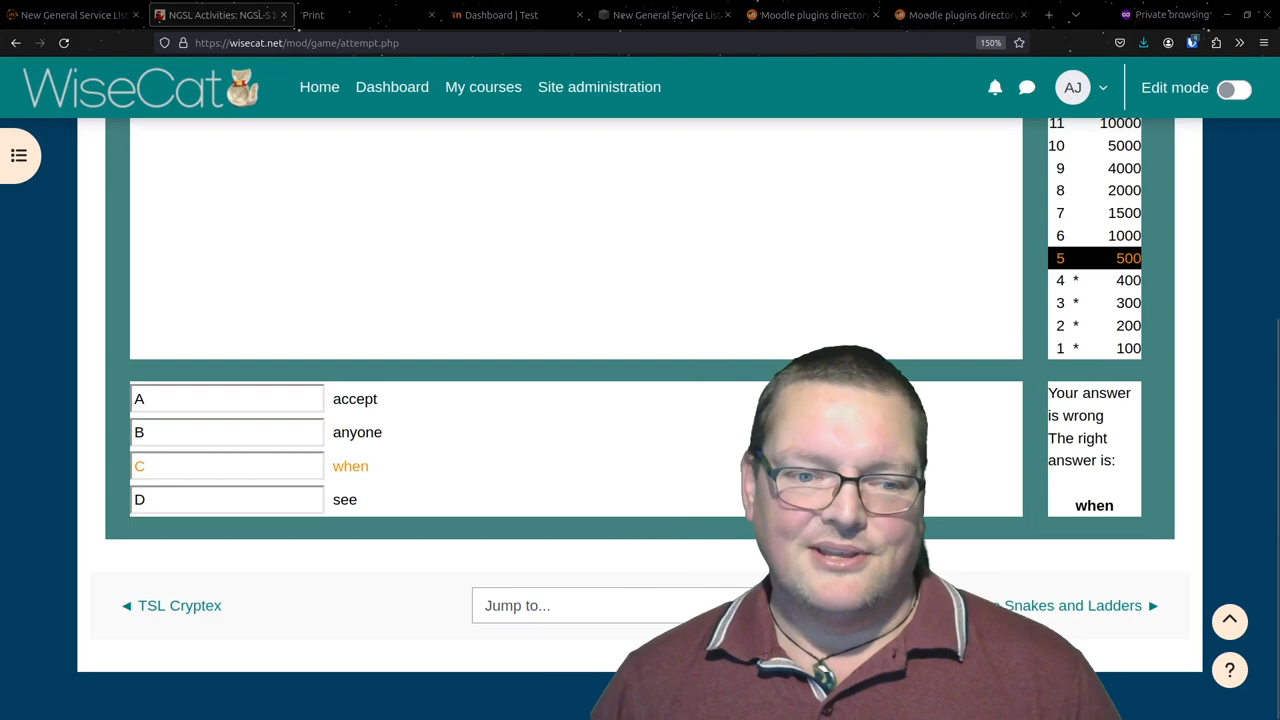 New General Service List
NGSL Activities: NGSL-ST
'Print
Dashboard | Test
New General Service List
Moodle plugins directory
Moodle plugins directory
Private browsing
https://wisecat.net/mod/game/attempt.php
150%
WiseCat
Home
Dashboard
My courses
Site administration
AJ
Edit mode
11 10000
10 5000
9 4000
8 2000
7 1500
6 1000
5 500
4 * 400
3 * 300
2 * 200
1 * 100
A accept
B anyone
C when
D see
Your answer
is wrong
The right
answer is:
when
◄ TSL Cryptex
Jump to...
Snakes and Ladders ►
?